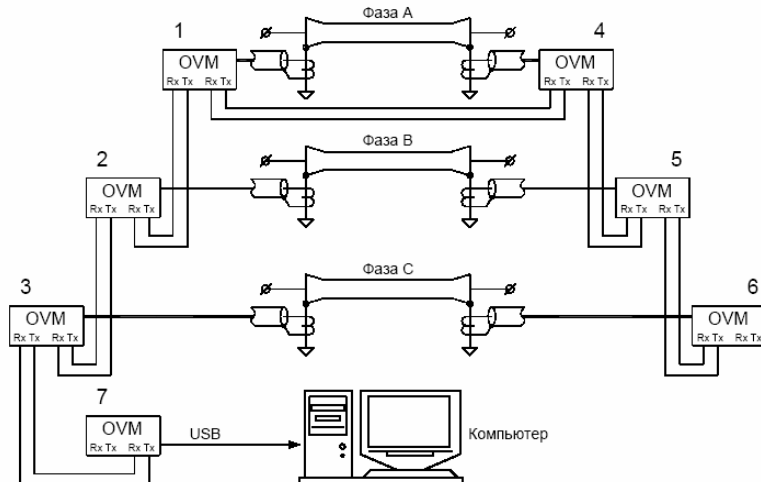 Фаза А
1
4
OVM
OVM
Rx Tx Rx Tx
Rx Tx Rx Tx
Фаза В
2
5
OVM
OVM
Rx Tx Rx Tx
Rx Tx Rx Tx
Фаза С
3
6
OVM
OVM
Rx Tx Rx Tx
Rx Tx Rx Tx
7
OVM
Rx Tx Rx Tx
USB
Компьютер